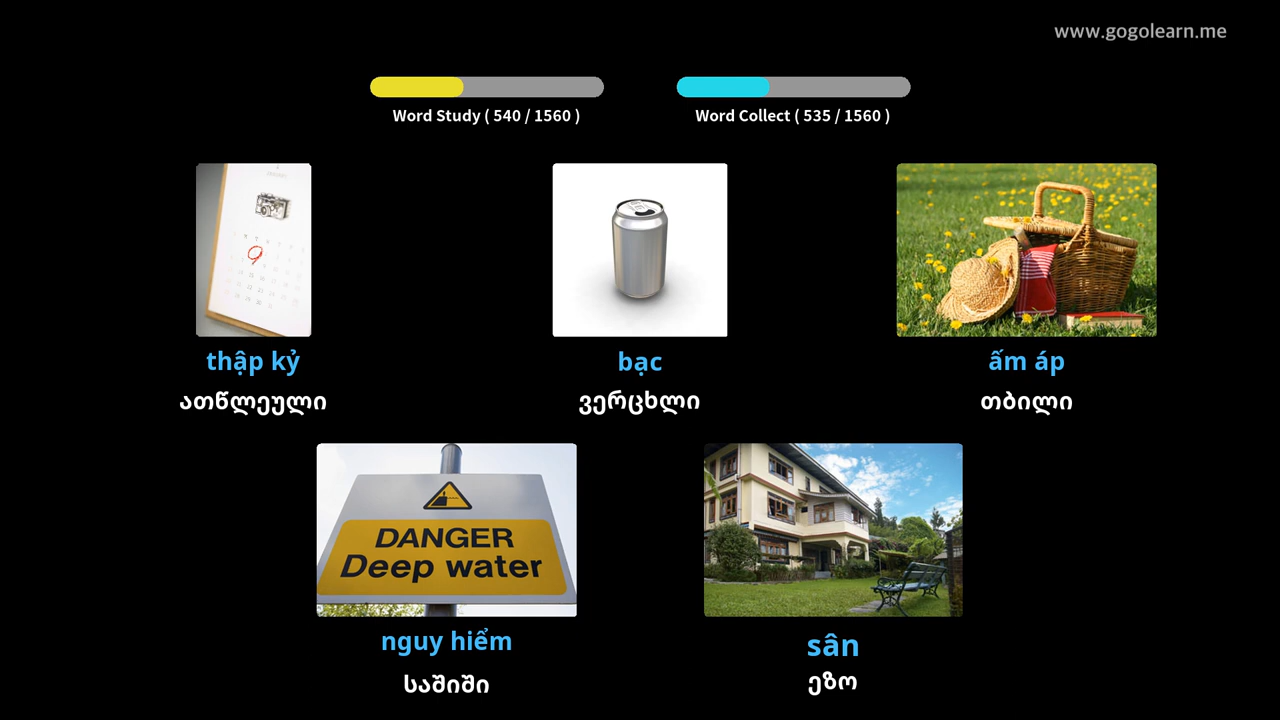 www.gogolearn.me
Word Study ( 540 / 1560 )
Word Collect ( 535 / 1560 )
thập kỷ
ათწლეული
bạc
ვერცხლი
ấm áp
თბილი
DANGER
Deep water
nguy hiểm
საშიში
sân
ეზო